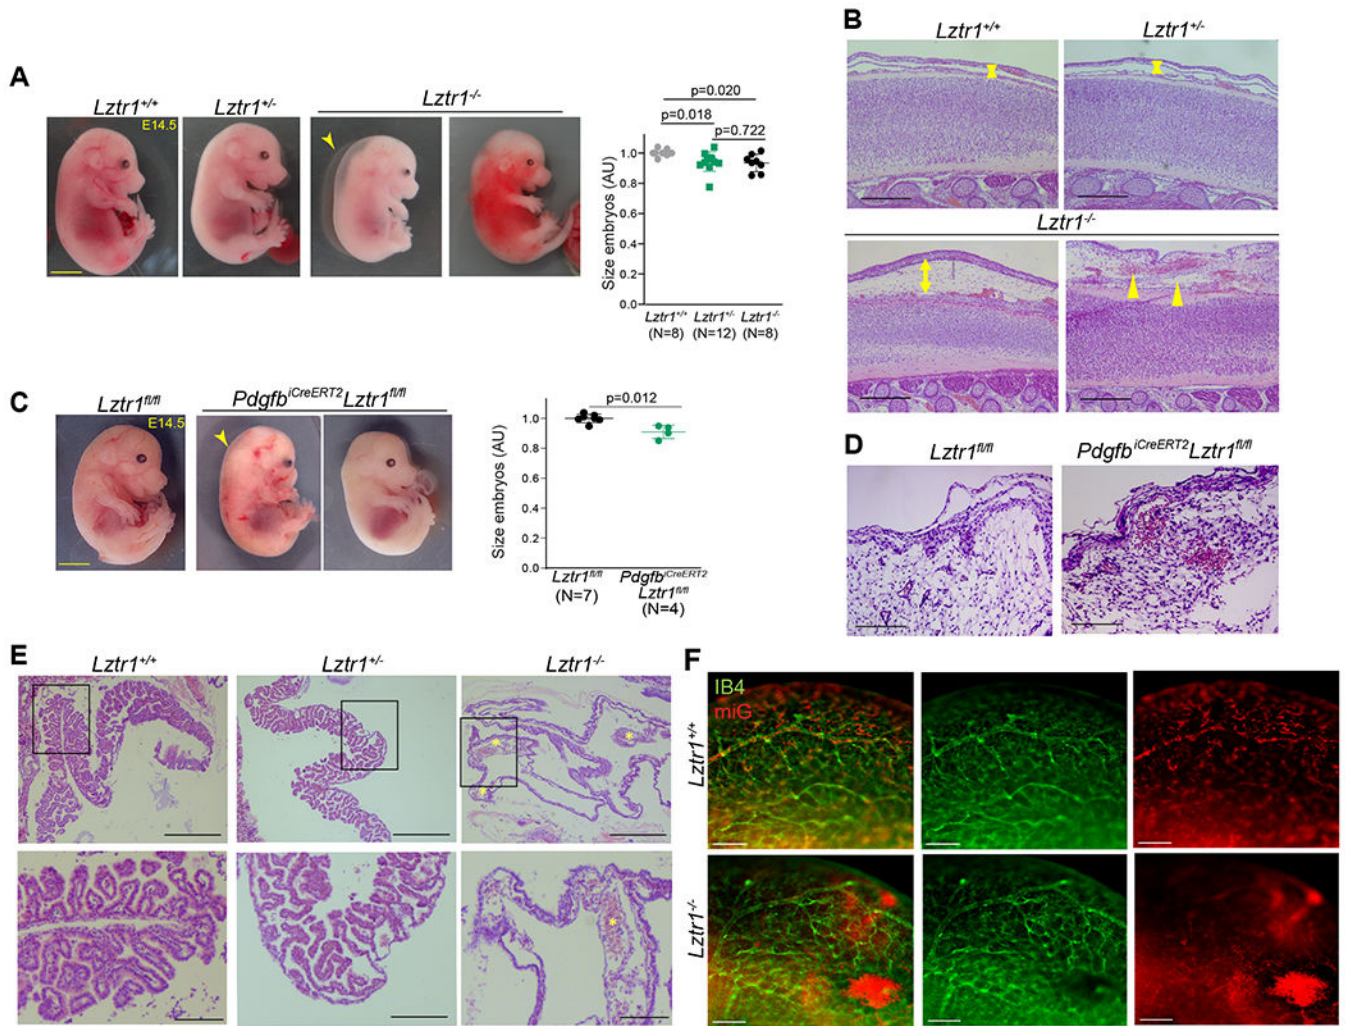 A
Lztr1+/+
Lztr1+/-
Lztr1-/-
E14.5
p=0.020
p=0.018
p=0.722
Size embryos (AU)
1.0
0.8
0.6
0.4
0.2
0.0
Lztr1+/+ Lztr1+/- Lztr1-/-
(N=8) (N=12) (N=8)
B
Lztr1+/+
Lztr1+/-
Lztr1-/-
C
Lztr1fl/fl
PdgfbiCreERT2Lztr1fl/fl
E14.5
p=0.012
Size embryos (AU)
1.0
0.8
0.6
0.4
0.2
0.0
Lztr1fl/fl
(N=7)
PdgfbiCreERT2
Lztr1fl/fl
(N=4)
D
Lztr1fl/fl
PdgfbiCreERT2Lztr1fl/fl
E
Lztr1+/+
Lztr1+/-
Lztr1-/-
F
IB4
miG
Lztr1+/+
Lztr1-/-